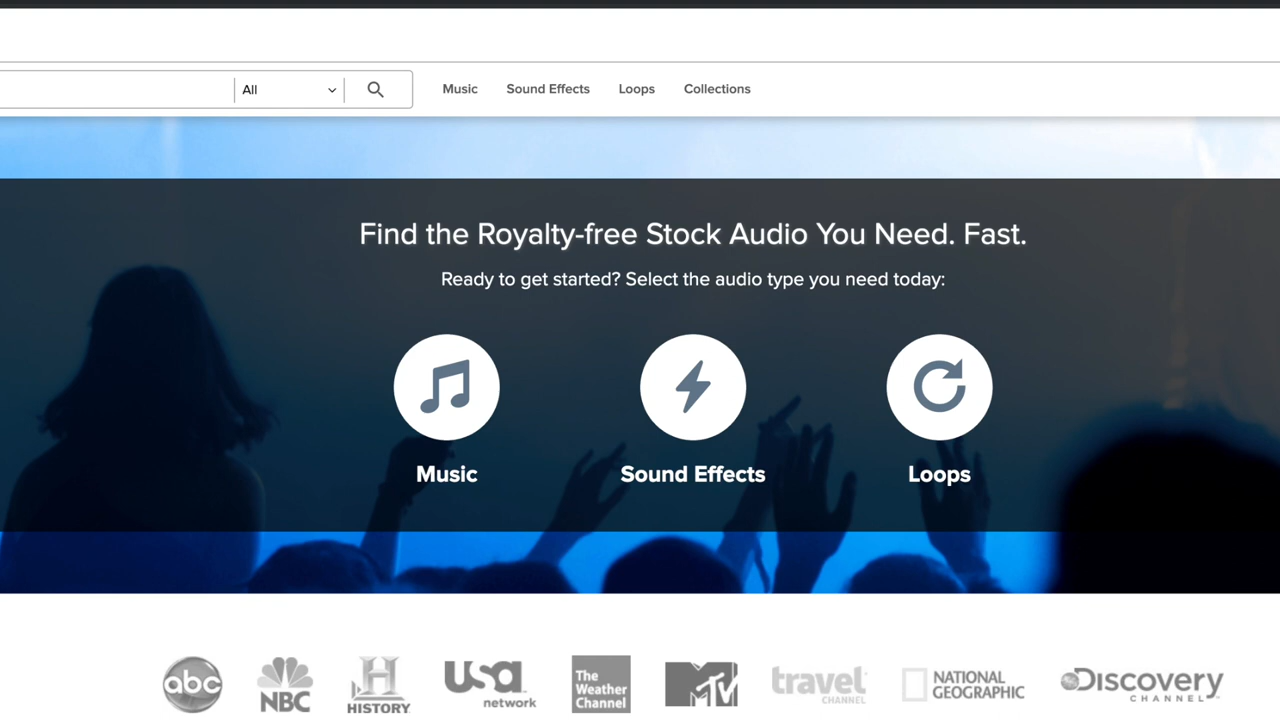 All
Music
Sound Effects
Loops
Collections
Find the Royalty-free Stock Audio You Need. Fast.
Ready to get started? Select the audio type you need today:
Music
Sound Effects
Loops
abc
NBC
H
HISTORY
usa
network
The
Weather
Channel
MTV
travel
CHANNEL
NATIONAL
GEOGRAPHIC
Discovery
CHANNEL